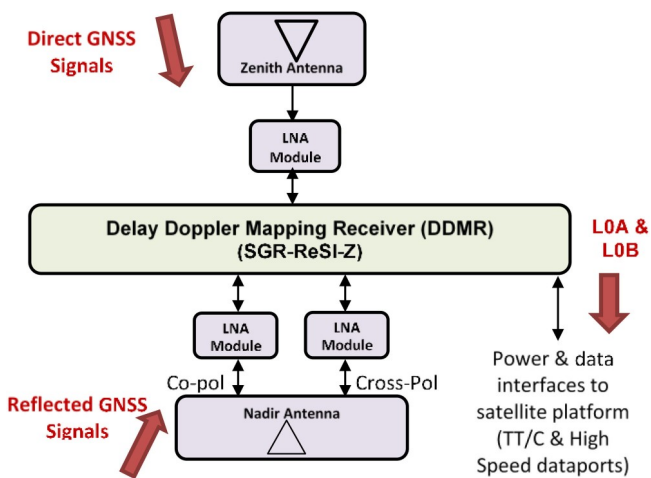 Direct GNSS
Signals
Zenith Antenna
LNA
Module
Delay Doppler Mapping Receiver (DDMR)
(SGR-ReSI-Z)
L0A &
L0B
LNA
Module
LNA
Module
Co-pol
Cross-Pol
Reflected GNSS
Signals
Nadir Antenna
Power & data
interfaces to
satellite platform
(TT/C & High
Speed dataports)